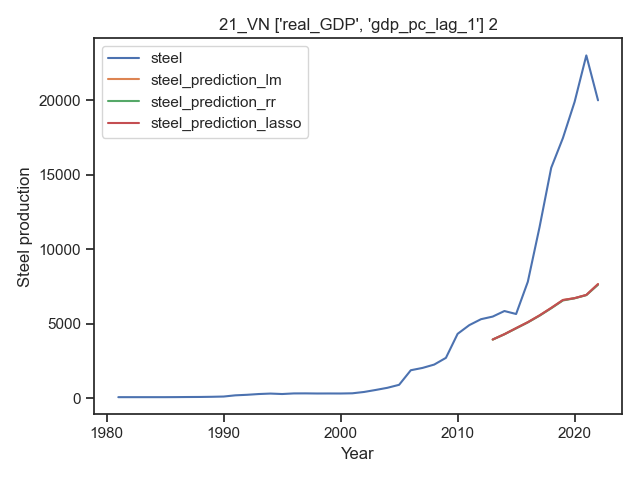 21_VN ['real_GDP', 'gdp_pc_lag_1'] 2
steel
steel_prediction_lm
steel_prediction_rr
steel_prediction_lasso
20000
15000
10000
5000
0
Steel production
1980 1990 2000 2010 2020
Year